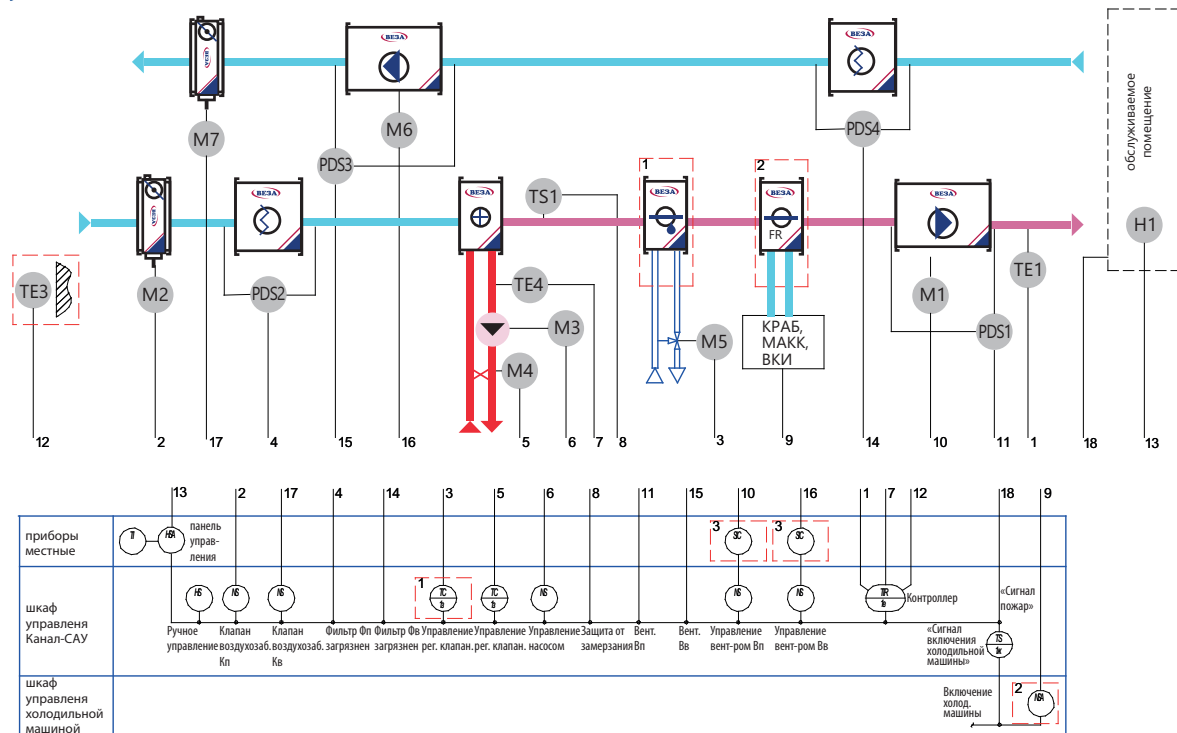 ВЕЗА
ВЕЗА
ВЕЗА
M7
M6
PDS3
PDS4
обслуживаемое
помещение
ВЕЗА
ВЕЗА
ВЕЗА
1
ВЕЗА
2
ВЕЗА
FR
ВЕЗА
TS1
H1
TE3
M2
PDS2
TE4
M3
M4
M5
КРАБ,
МАКК,
ВКИ
M1
PDS1
TE1
12 2 17 4 15 16 5 6 7 8 3 9 14 10 11 1 18 13
13 2 17 4 14 3 5 6 8 11 15 10 16 1 7 12 18 9
приборы
местные
TI
HSA
панель
управ-
ления
3
SIC
3
SIC
шкаф
управленя
Канал-САУ
HS
NS
NS
1
TC
TC
NS
NS
NS
TIR
Контроллер
«Сигнал
пожар»
Ручное
управление
Клапан
воздухозаб.
Кп
Клапан
воздухозаб.
Кв
Фильтр Фп
загрязнен
Фильтр Фв
загрязнен
Управление
рег. клапан.
Управление
рег. клапан.
Управление
насосом
Защита от
замерзания
Вент.
Вп
Вент.
Вв
Управление
вент-ром Вп
Управление
вент-ром Вв
«Сигнал
включения
холодильной
машины»
TS
шкаф
управленя
холодильной
машиной
Включение
холод.
машины
2
NSA